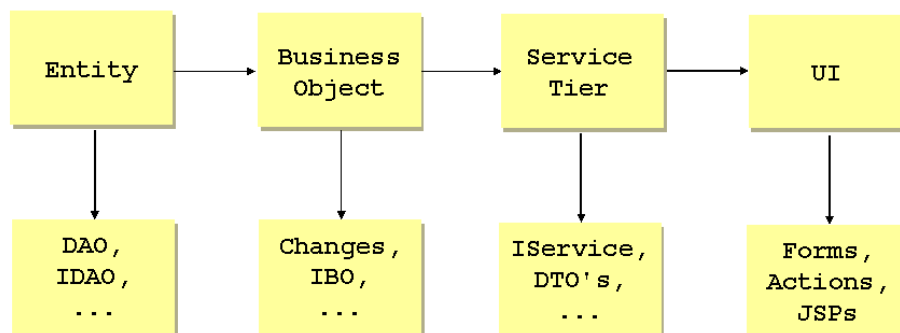 Entity
Business
Object
Service
Tier
UI
DAO,
IDAO,
...
Changes,
IBO,
...
IService,
DTO's,
...
Forms,
Actions,
JSPs